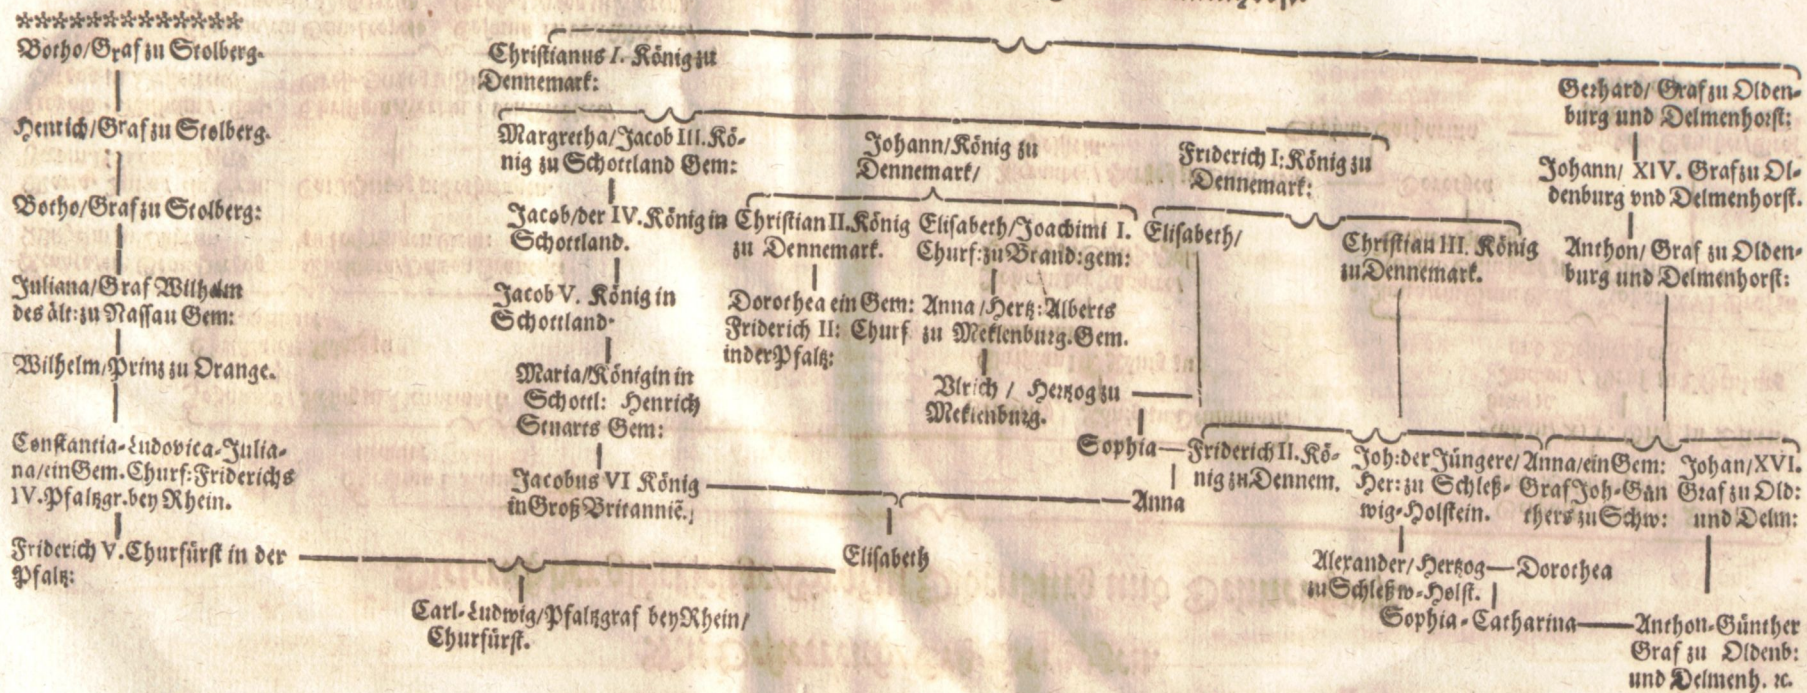 *************
Botho/Graf zu Stolberg.
Henrich/Graf zu Stolberg.
Botho/Graf zu Stolberg:
Juliana/Graf Wilhelm
des ält: zu Nassau Gem:
Wilhelm/Prinz zu Orange.
Constantia-Ludovica-Julia-
na/ein Gem. Churf: Friderichs
IV. Pfaltzgr. bey Rhein.
Friderich V. Churfürst in der
Pfaltz:
Christianus I. König zu
Dennemark:
Margretha/Jacob III. Kö-
nig zu Schottland Gem:
Jacob/der IV. König in
Schottland.
Jacob V. König in
Schottland.
Maria/Königin in
Schottl: Henrich
Stuarts Gem:
Jacobus VI König
in Groß Britannie͂.
Johann/König zu
Dennemark/
Christian II. König
zu Dennemark.
Dorothea ein Gem:
Friderich II: Churf
in der Pfaltz:
Elisabeth/Joachimi I.
Churf: zu Brand: gem:
Anna/Hertz: Alberts
zu Meklenburg. Gem.
Vlrich/ Hertzog zu
Meklenburg.
Sophia
Friderich I: König zu
Dennemark:
Elisabeth/
Christian III. König
zu Dennemark.
Friderich II. Kö-
nig zu Dennem.
Anna
Elisabeth
Carl-Ludwig/Pfaltzgraf bey Rhein/
Churfürst.
Joh: der Jüngere/
Her: zu Schleß-
wig-Holstein.
Alexander/Hertzog
zu Schleßw-Holst.
Gerhard/ Graf zu Olden-
burg und Delmenhorst:
Johann/ XIV. Graf zu Ol-
denburg vnd Delmenhorst.
Anthon/ Graf zu Olden-
burg und Delmenhorst:
Anna/ein Gem:
Graf Joh-Gün
thers zu Schw:
Johan/XVI.
Graf zu Old:
und Delm:
Dorothea
Sophia-Catharina
Anthon-Günther
Graf zu Oldenb:
und Delmenh. ꝛc.